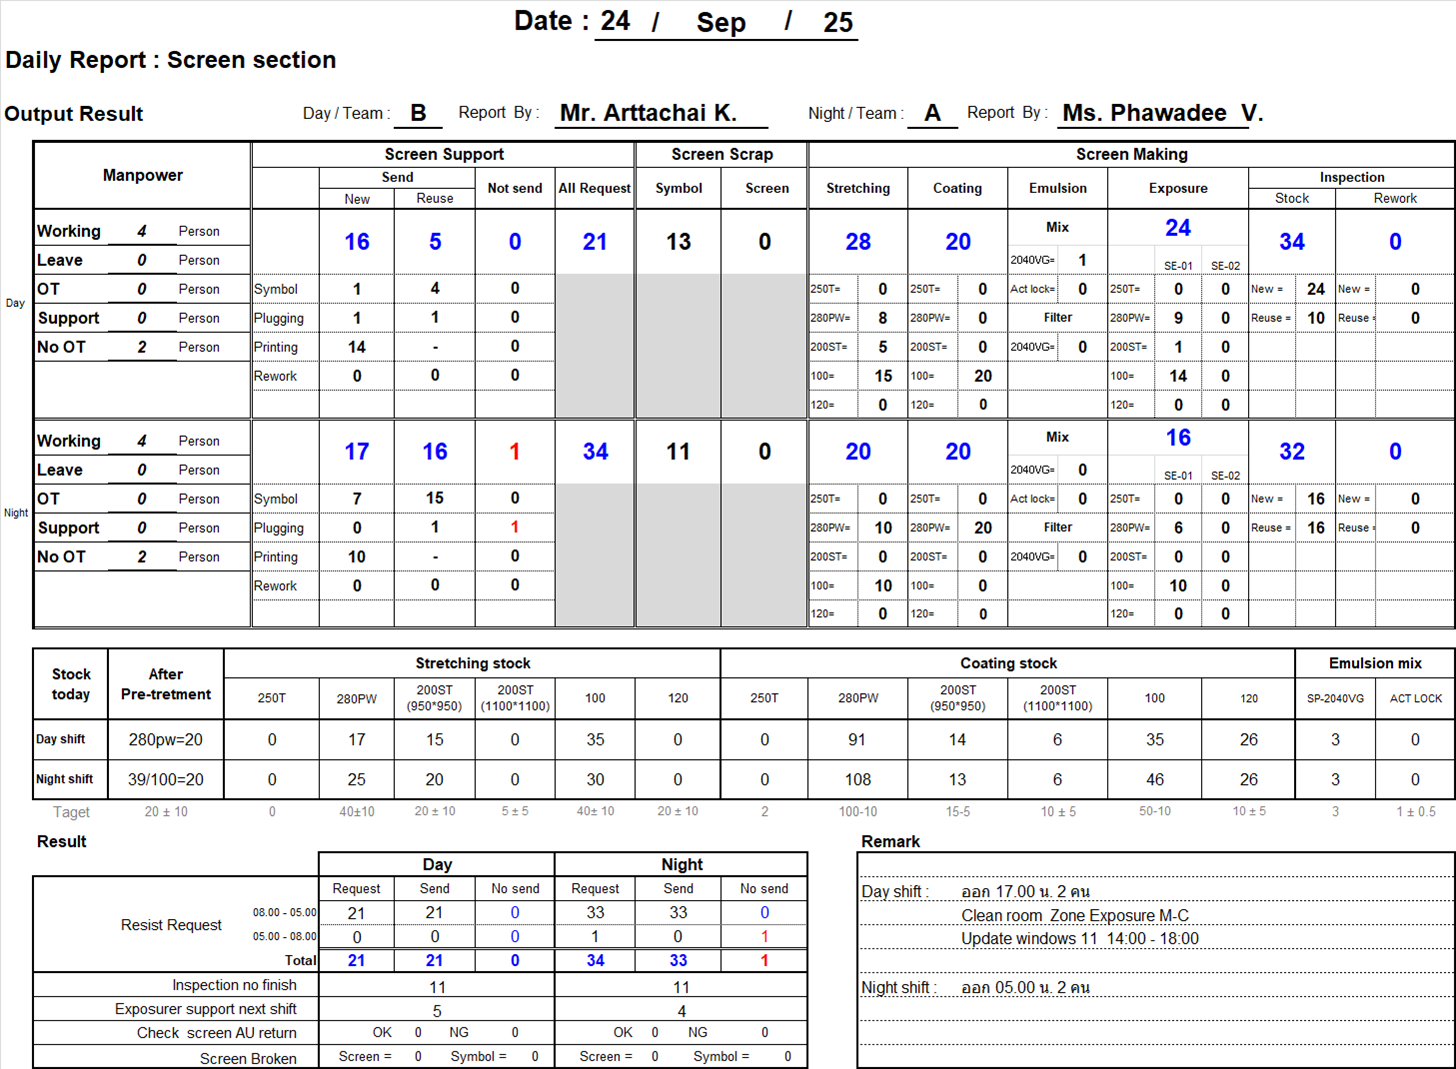 Date : 24 / Sep / 25
Daily Report : Screen section
Output Result Day / Team : B Report By : Mr. Arttachai K. Night / Team : A Report By : Ms. Phawadee V.
Manpower Screen Support Screen Scrap Screen Making
Send Not send All Request Symbol Screen Stretching Coating Emulsion Exposure Inspection
New Reuse Stock Rework
Day
Working 4 Person 16 5 0 21 13 0 28 20 Mix 24 34 0
Leave 0 Person 2040VG= 1 SE-01 SE-02
OT 0 Person Symbol 1 4 0 250T= 0 250T= 0 Act lock= 0 250T= 0 0 New = 24 New = 0
Support 0 Person Plugging 1 1 0 280PW= 8 280PW= 0 Filter 280PW= 9 0 Reuse = 10 Reuse = 0
No OT 2 Person Printing 14 - 0 200ST= 5 200ST= 0 2040VG= 0 200ST= 1 0
Rework 0 0 0 100= 15 100= 20 100= 14 0
120= 0 120= 0 120= 0 0
Night
Working 4 Person 17 16 1 34 11 0 20 20 Mix 16 32 0
Leave 0 Person 2040VG= 0 SE-01 SE-02
OT 0 Person Symbol 7 15 0 250T= 0 250T= 0 Act lock= 0 250T= 0 0 New = 16 New = 0
Support 0 Person Plugging 0 1 1 280PW= 10 280PW= 20 Filter 280PW= 6 0 Reuse = 16 Reuse = 0
No OT 2 Person Printing 10 - 0 200ST= 0 200ST= 0 2040VG= 0 200ST= 0 0
Rework 0 0 0 100= 10 100= 0 100= 10 0
120= 0 120= 0 120= 0 0
Stock today After Pre-tretment Stretching stock Coating stock Emulsion mix
250T 280PW 200ST (950*950) 200ST (1100*1100) 100 120 250T 280PW 200ST (950*950) 200ST (1100*1100) 100 120 SP-2040VG ACT LOCK
Day shift 280pw=20 0 17 15 0 35 0 0 91 14 6 35 26 3 0
Night shift 39/100=20 0 25 20 0 30 0 0 108 13 6 46 26 3 0
Taget 20 ± 10 0 40±10 20 ± 10 5 ± 5 40± 10 20 ± 10 2 100-10 15-5 10 ± 5 50-10 10 ± 5 3 1 ± 0.5
Result
Day Night
Request Send No send Request Send No send
Resist Request 08.00 - 05.00 21 21 0 33 33 0
05.00 - 08.00 0 0 0 1 0 1
Total 21 21 0 34 33 1
Inspection no finish 11 11
Exposurer support next shift 5 4
Check screen AU return OK 0 NG 0 OK 0 NG 0
Screen Broken Screen = 0 Symbol = 0 Screen = 0 Symbol = 0
Remark
Day shift : ออก 17.00 น. 2 คน
Clean room Zone Exposure M-C
Update windows 11 14:00 - 18:00
Night shift : ออก 05.00 น. 2 คน